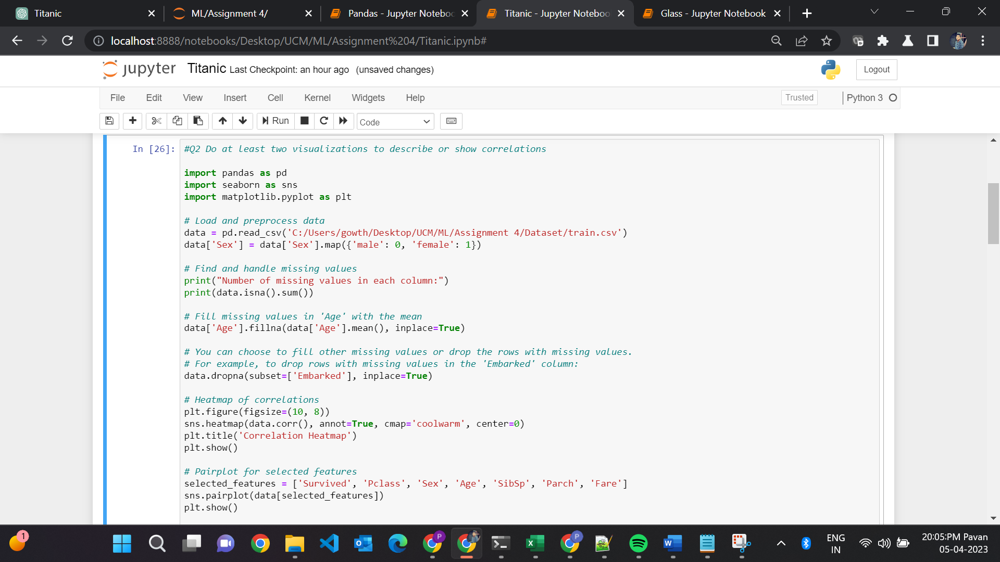 Titanic
ML/Assignment 4/
Pandas - Jupyter Noteboo
Titanic - Jupyter Noteboo
Glass - Jupyter Notebook
localhost:8888/notebooks/Desktop/UCM/ML/Assignment%204/Titanic.ipynb#
jupyter Titanic Last Checkpoint: an hour ago (unsaved changes)
Logout
File Edit View Insert Cell Kernel Widgets Help
Trusted
Python 3
Run
Code
In [26]:
#Q2 Do at least two visualizations to describe or show correlations
import pandas as pd
import seaborn as sns
import matplotlib.pyplot as plt
# Load and preprocess data
data = pd.read_csv('C:/Users/gowth/Desktop/UCM/ML/Assignment 4/Dataset/train.csv')
data['Sex'] = data['Sex'].map({'male': 0, 'female': 1})
# Find and handle missing values
print("Number of missing values in each column:")
print(data.isna().sum())
# Fill missing values in 'Age' with the mean
data['Age'].fillna(data['Age'].mean(), inplace=True)
# You can choose to fill other missing values or drop the rows with missing values.
# For example, to drop rows with missing values in the 'Embarked' column:
data.dropna(subset=['Embarked'], inplace=True)
# Heatmap of correlations
plt.figure(figsize=(10, 8))
sns.heatmap(data.corr(), annot=True, cmap='coolwarm', center=0)
plt.title('Correlation Heatmap')
plt.show()
# Pairplot for selected features
selected_features = ['Survived', 'Pclass', 'Sex', 'Age', 'SibSp', 'Parch', 'Fare']
sns.pairplot(data[selected_features])
plt.show()
1
P
P
ENG
IN
20:05:PM Pavan
05-04-2023